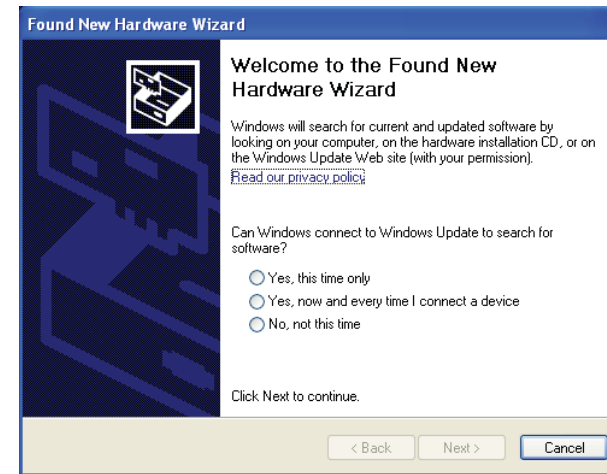 Found New Hardware Wizard
Welcome to the Found New
Hardware Wizard
Windows will search for current and updated software by
looking on your computer, on the hardware installation CD, or on
the Windows Update Web site (with your permission).
Read our privacy policy
Can Windows connect to Windows Update to search for
software?
Yes, this time only
Yes, now and every time I connect a device
No, not this time
Click Next to continue.
< Back Next > Cancel